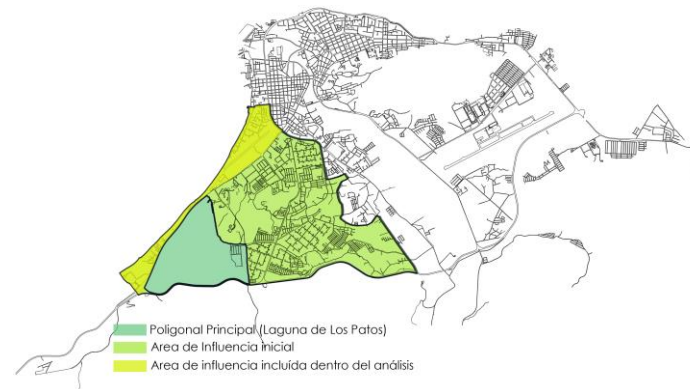 Poligonal Principal (Laguna de Los Patos)
Area de Influencia inicial
Area de influencia incluída dentro del análisis